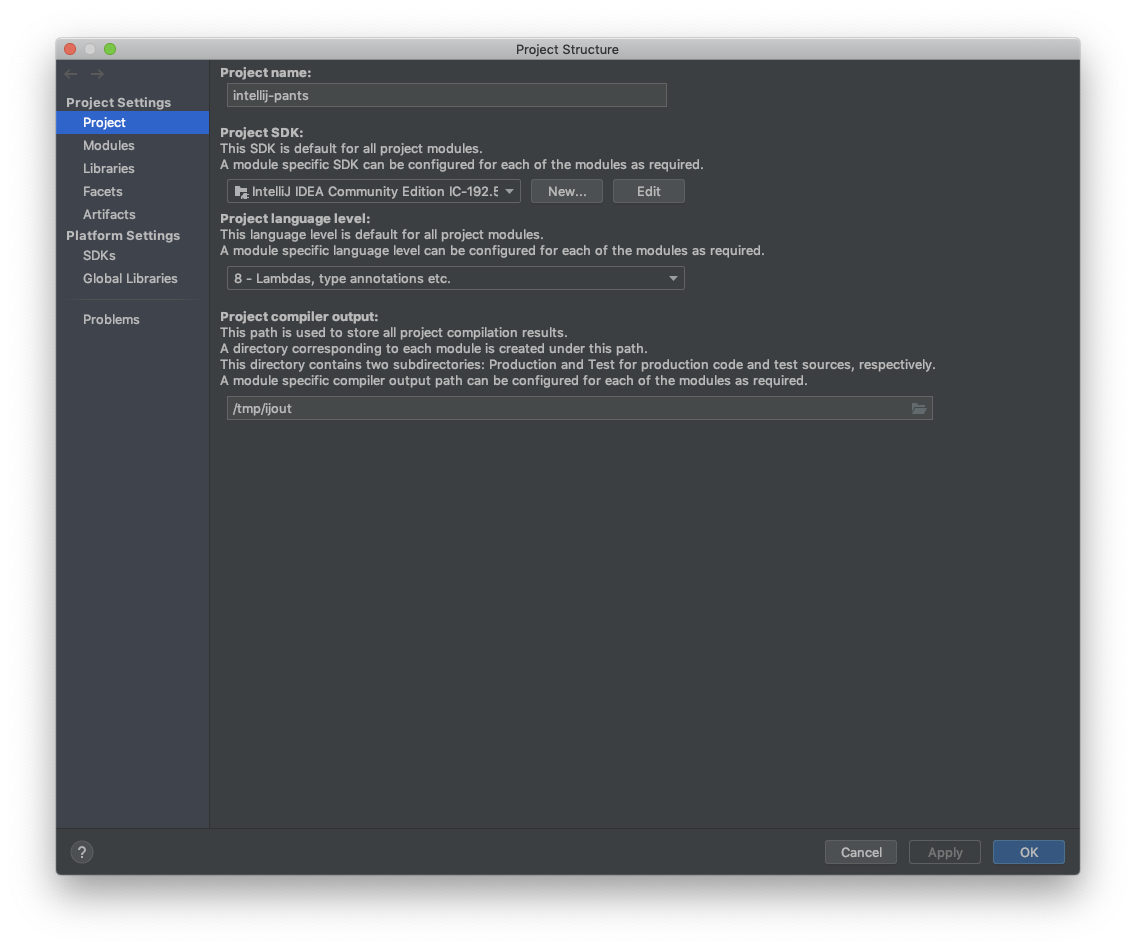 Project Structure
Project Settings
Project
Modules
Libraries
Facets
Artifacts
Platform Settings
SDKs
Global Libraries
Problems
Project name:
intellij-pants
Project SDK:
This SDK is default for all project modules.
A module specific SDK can be configured for each of the modules as required.
IntelliJ IDEA Community Edition IC-192.5 New... Edit
Project language level:
This language level is default for all project modules.
A module specific language level can be configured for each of the modules as required.
8 - Lambdas, type annotations etc.
Project compiler output:
This path is used to store all project compilation results.
A directory corresponding to each module is created under this path.
This directory contains two subdirectories: Production and Test for production code and test sources, respectively.
A module specific compiler output path can be configured for each of the modules as required.
/tmp/ijout
? Cancel Apply OK